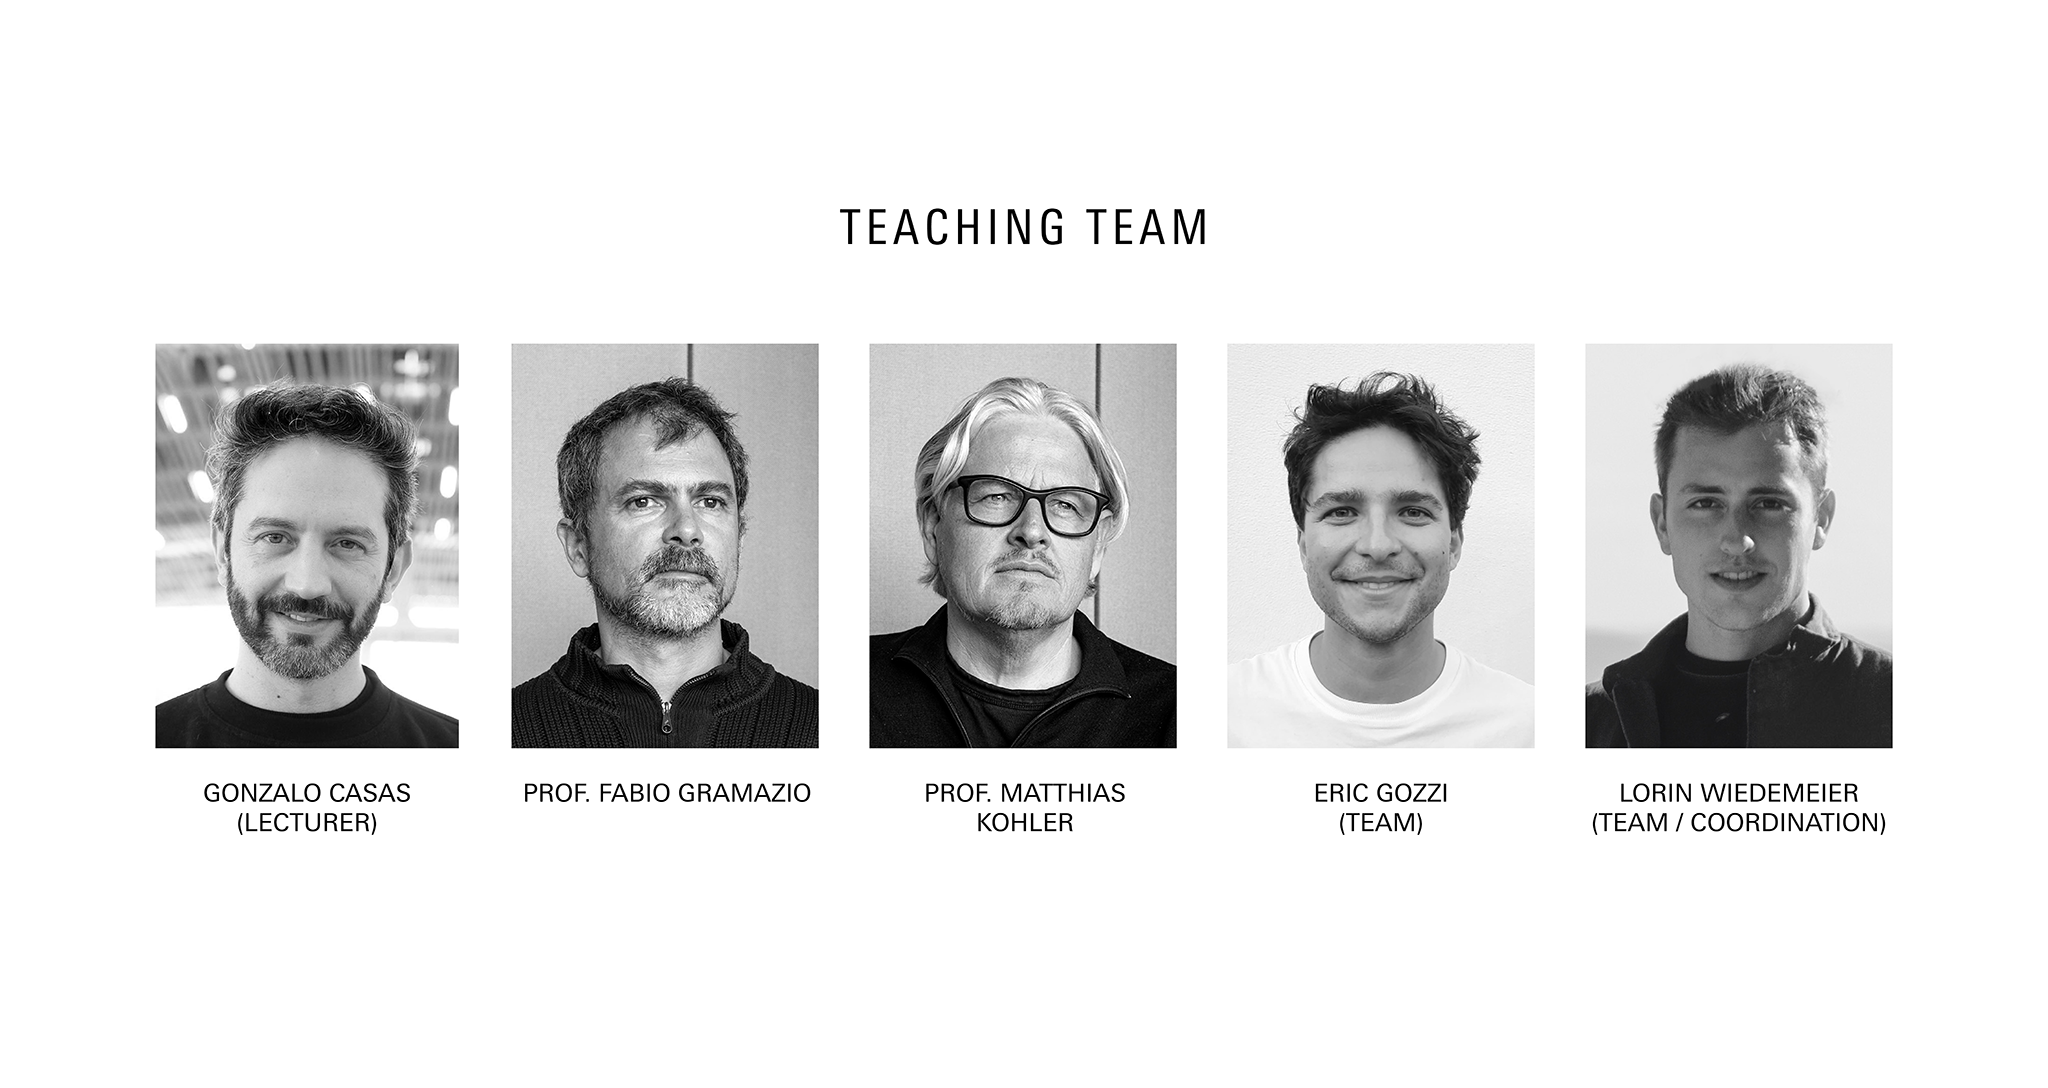 TEACHING TEAM
GONZALO CASAS
(LECTURER)
PROF. FABIO GRAMAZIO
PROF. MATTHIAS
KOHLER
ERIC GOZZI
(TEAM)
LORIN WIEDEMEIER
(TEAM / COORDINATION)